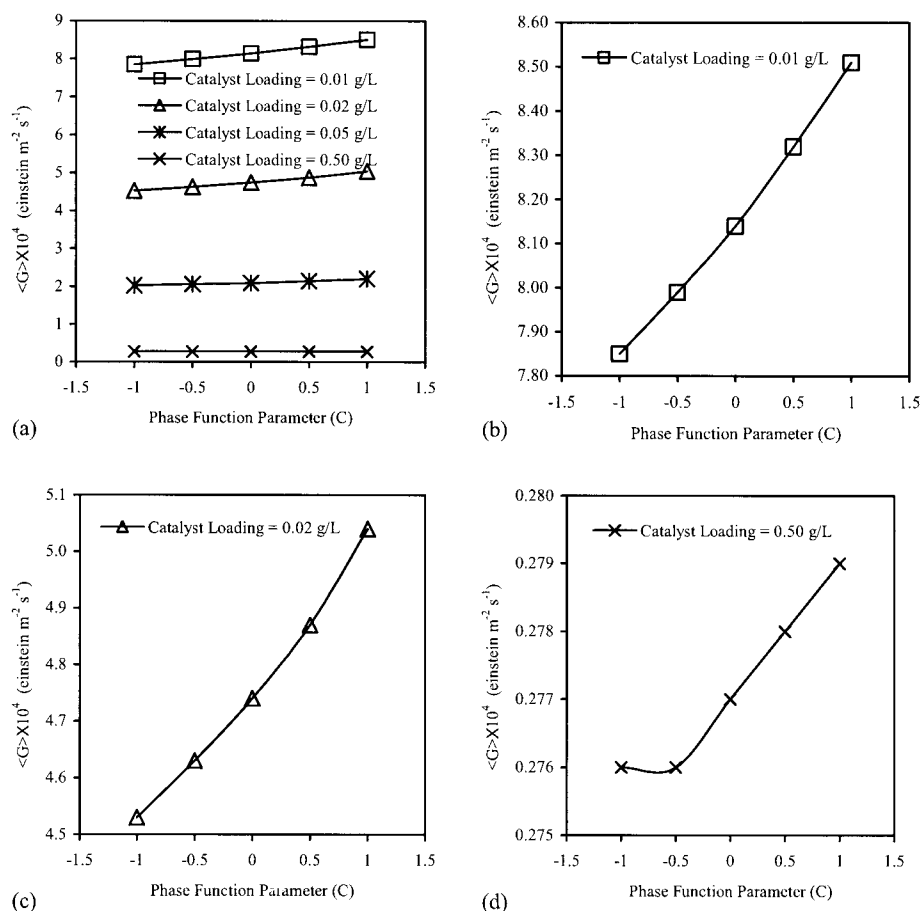 9
8
7
6
5
4
3
2
1
0
<G>X10⁴ (einstein m⁻² s⁻¹)
Catalyst Loading = 0.01 g/L
Catalyst Loading = 0.02 g/L
Catalyst Loading = 0.05 g/L
Catalyst Loading = 0.50 g/L
-1.5 -1 -0.5 0 0.5 1 1.5
Phase Function Parameter (C)
(a)
8.60
8.50
8.40
8.30
8.20
8.10
8.00
7.90
7.80
<G>X10⁴ (einstein m⁻² s⁻¹)
Catalyst Loading = 0.01 g/L
-1.5 -1 -0.5 0 0.5 1 1.5
Phase Function Parameter (C)
(b)
5.1
5.0
4.9
4.8
4.7
4.6
4.5
<G>X10⁴ (einstein m⁻² s⁻¹)
Catalyst Loading = 0.02 g/L
-1.5 -1 -0.5 0 0.5 1 1.5
Phase Function Parameter (C)
(c)
0.280
0.279
0.278
0.277
0.276
0.275
<G>X10⁴ (einstein m⁻² s⁻¹)
Catalyst Loading = 0.50 g/L
-1.5 -1 -0.5 0 0.5 1 1.5
Phase Function Parameter (C)
(d)